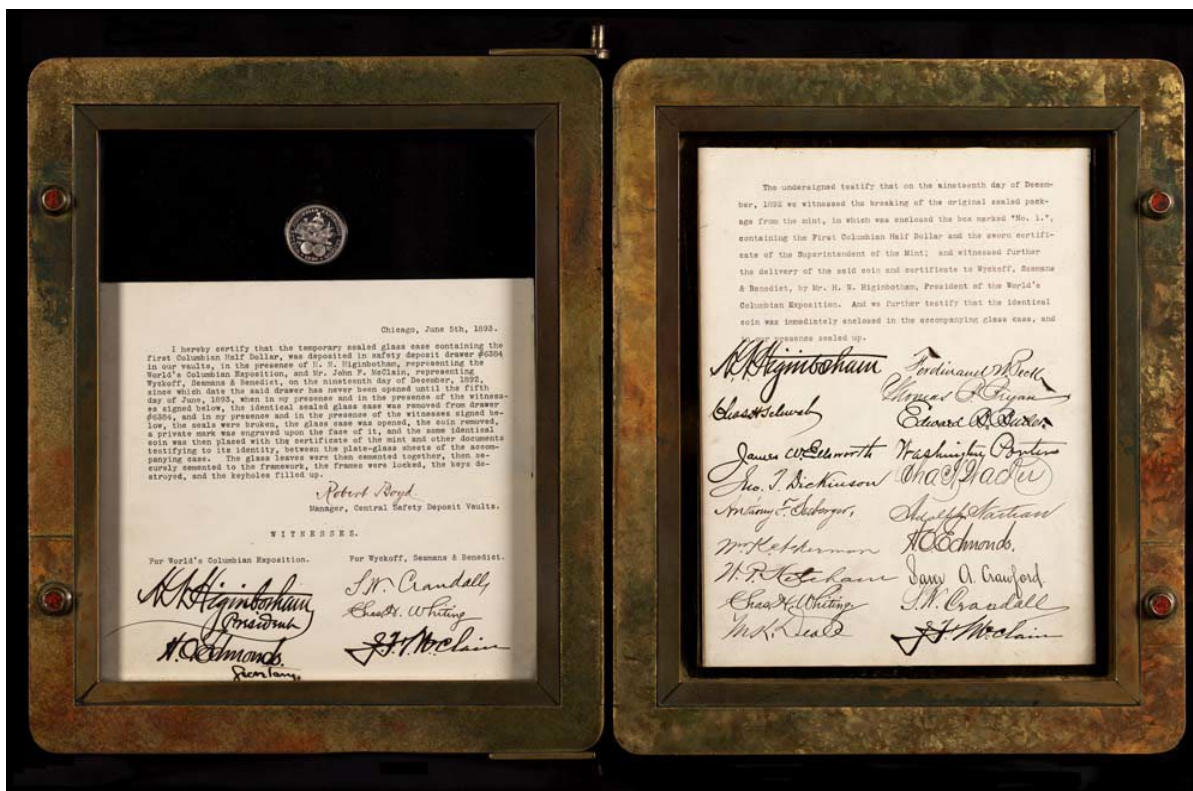 Chicago, June 5th, 1893.
I hereby certify that the temporary sealed glass case containing the
first Columbian Half Dollar, was deposited in safety deposit drawer #6384
in our vaults, in the presence of H. N. Higinbotham, representing the
World's Columbian Exposition, and Mr. John F. McClain, representing
Wyckoff, Seamans & Benedict, on the nineteenth day of December, 1892,
since which date the said drawer has never been opened until the fifth
day of June, 1893, when in my presence and in the presence of the witness-
es signed below, the identical sealed glass case was removed from drawer
#6384, and in my presence and in the presence of the witnesses signed be-
low, the seals were broken, the glass case was opened, the coin removed,
a private mark was engraved upon the face of it, and the same identical
coin was then placed with the certificate of the mint and other documents
testifying to its identity, between the plate-glass sheets of the accom-
panying case. The glass leaves were then cemented together, then se-
curely cemented to the framework, the frames were locked, the keys de-
stroyed, and the keyholes filled up.
Robert Boyd
Manager, Central Safety Deposit Vaults.
WITNESSES.
For World's Columbian Exposition. For Wyckoff, Seamans & Benedict.
H.N. Higinbotham S.W. Crandall
President Chas. H. Whiting
H.O. Edmonds. J.F. McClain
Secretary.
The undersigned testify that on the nineteenth day of Decem-
ber, 1892 we witnessed the breaking of the original sealed pack-
age from the mint, in which was enclosed the box marked "No. 1.",
containing the First Columbian Half Dollar and the sworn certifi-
cate of the Superintendent of the Mint; and witnessed further
the delivery of the said coin and certificate to Wyckoff, Seamans
& Benedict, by Mr. H. N. Higinbotham, President of the World's
Columbian Exposition. And we further testify that the identical
coin was immediately enclosed in the accompanying glass case, and
in our presence sealed up.
H.N. Higinbotham Ferdinand W. Peck
Thomas B. Bryan
Chas H Schwab Edward B. Butler
James W. Ellsworth Washington Porter
Geo. T. Dickinson
Anthony F. Seeberger, Adolph Nathan
Wm K Ackerman H.O. Edmonds.
W. P. Ketcham A. Crawford
Chas. H. Whiting S.W. Crandall
J.F. McClain